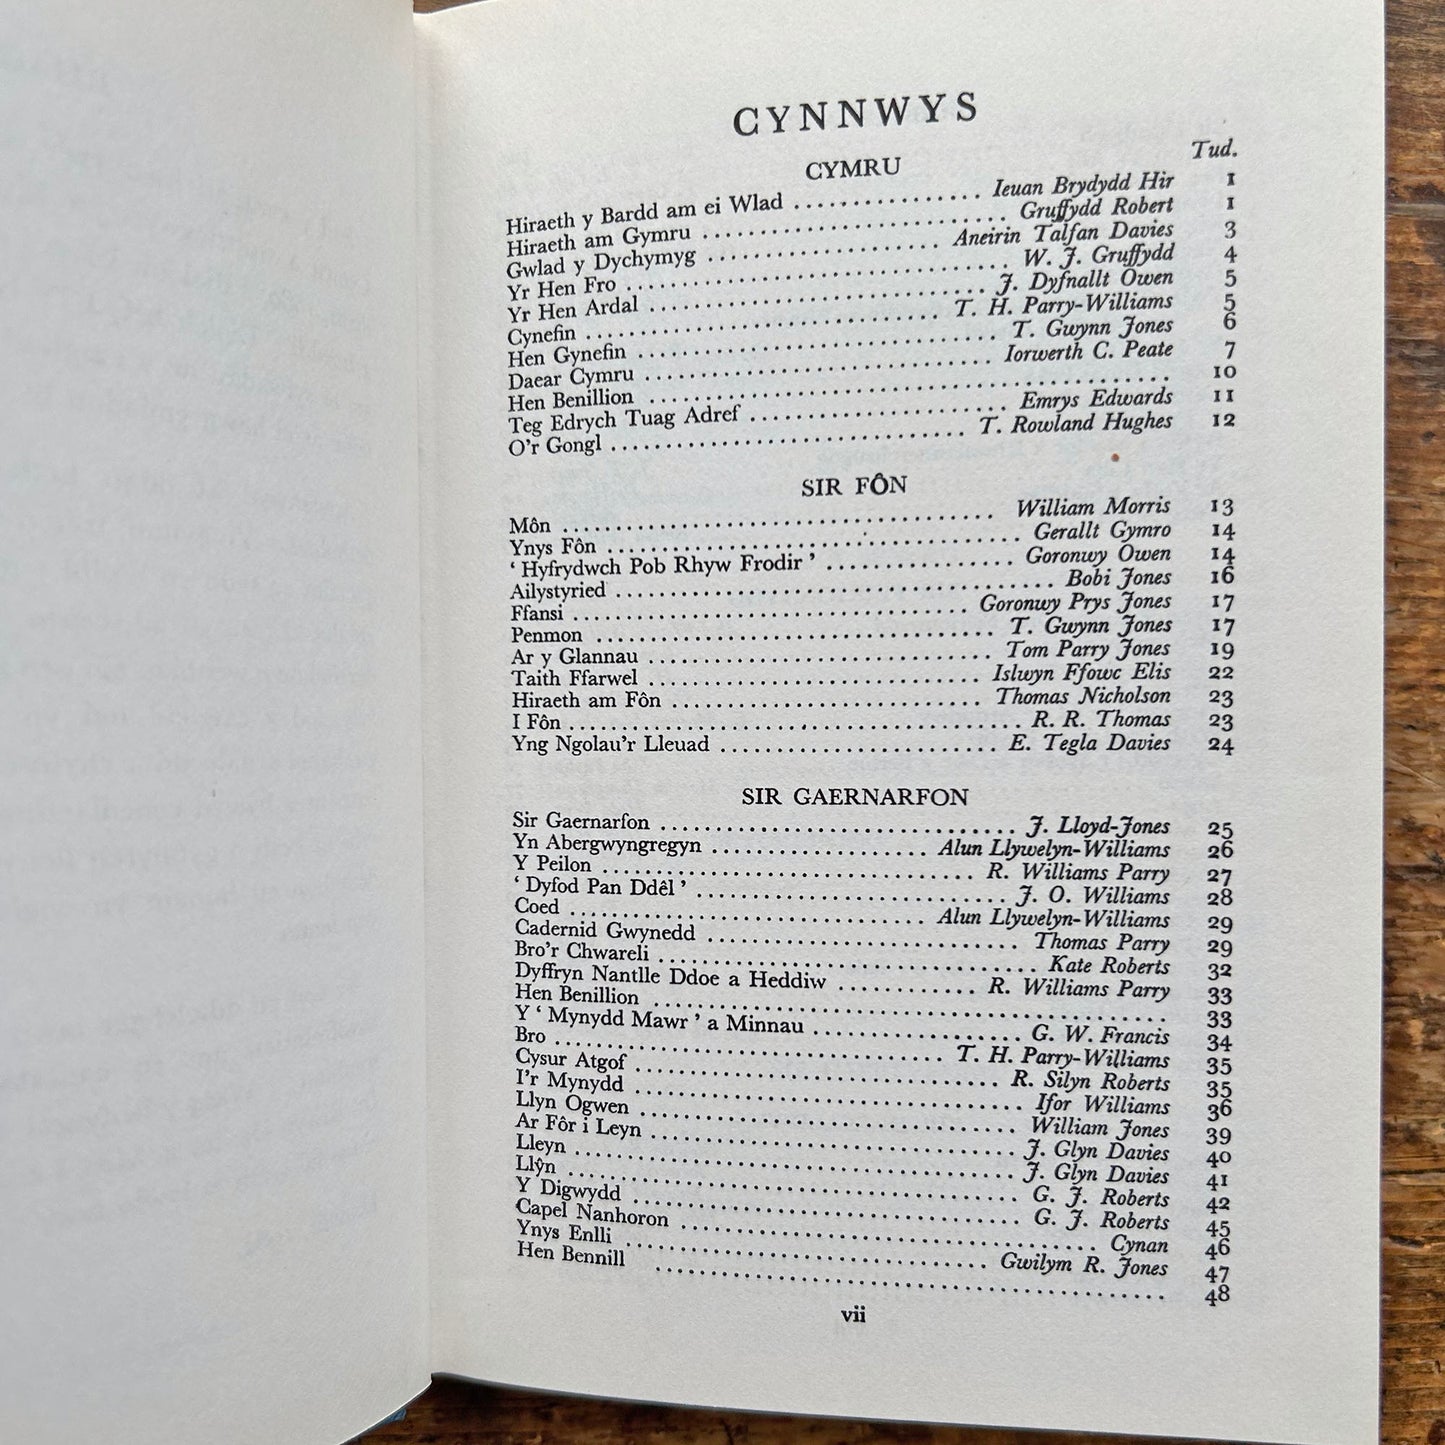 CYNNWYS
Tud.
CYMRU
Hiraeth y Bardd am ei Wlad ................ Ieuan Brydydd Hir 1
Hiraeth am Gymru ................ Gruffydd Robert 1
Gwlad y Dychymyg ................ Aneirin Talfan Davies 3
Yr Hen Fro ................ W. J. Gruffydd 4
Yr Hen Ardal ................ J. Dyfnallt Owen 5
Cynefin ................ T. H. Parry-Williams 5
Hen Gynefin ................ T. Gwynn Jones 6
Daear Cymru ................ Iorwerth C. Peate 7
Hen Benillion ................ 10
Teg Edrych Tuag Adref ................ Emrys Edwards 11
O'r Gongl ................ T. Rowland Hughes 12
SIR FÔN
Môn ................ William Morris 13
Ynys Fôn ................ Gerallt Gymro 14
‘ Hyfrydwch Pob Rhyw Frodir ’ ................ Goronwy Owen 14
Ailystyried ................ Bobi Jones 16
Ffansi ................ Goronwy Prys Jones 17
Penmon ................ T. Gwynn Jones 17
Ar y Glannau ................ Tom Parry Jones 19
Taith Ffarwel ................ Islwyn Ffowc Elis 22
Hiraeth am Fôn ................ Thomas Nicholson 23
I Fôn ................ R. R. Thomas 23
Yng Ngolau'r Lleuad ................ E. Tegla Davies 24
SIR GAERNARFON
Sir Gaernarfon ................ J. Lloyd-Jones 25
Yn Abergwyngregyn ................ Alun Llywelyn-Williams 26
Y Peilon ................ R. Williams Parry 27
‘ Dyfod Pan Ddêl ’ ................ J. O. Williams 28
Coed ................ Alun Llywelyn-Williams 29
Cadernid Gwynedd ................ Thomas Parry 29
Bro'r Chwareli ................ Kate Roberts 32
Dyffryn Nantlle Ddoe a Heddiw ................ R. Williams Parry 33
Hen Benillion ................ 33
Y ‘ Mynydd Mawr ’ a Minnau ................ G. W. Francis 34
Bro ................ T. H. Parry-Williams 35
Cysur Atgof ................ R. Silyn Roberts 35
I'r Mynydd ................ Ifor Williams 36
Llyn Ogwen ................ William Jones 39
Ar Fôr i Leyn ................ J. Glyn Davies 40
Lleyn ................ J. Glyn Davies 41
Llŷn ................ G. J. Roberts 42
Y Digwydd ................ G. J. Roberts 45
Capel Nanhoron ................ Cynan 46
Ynys Enlli ................ Gwilym R. Jones 47
Hen Bennill ................ 48
vii